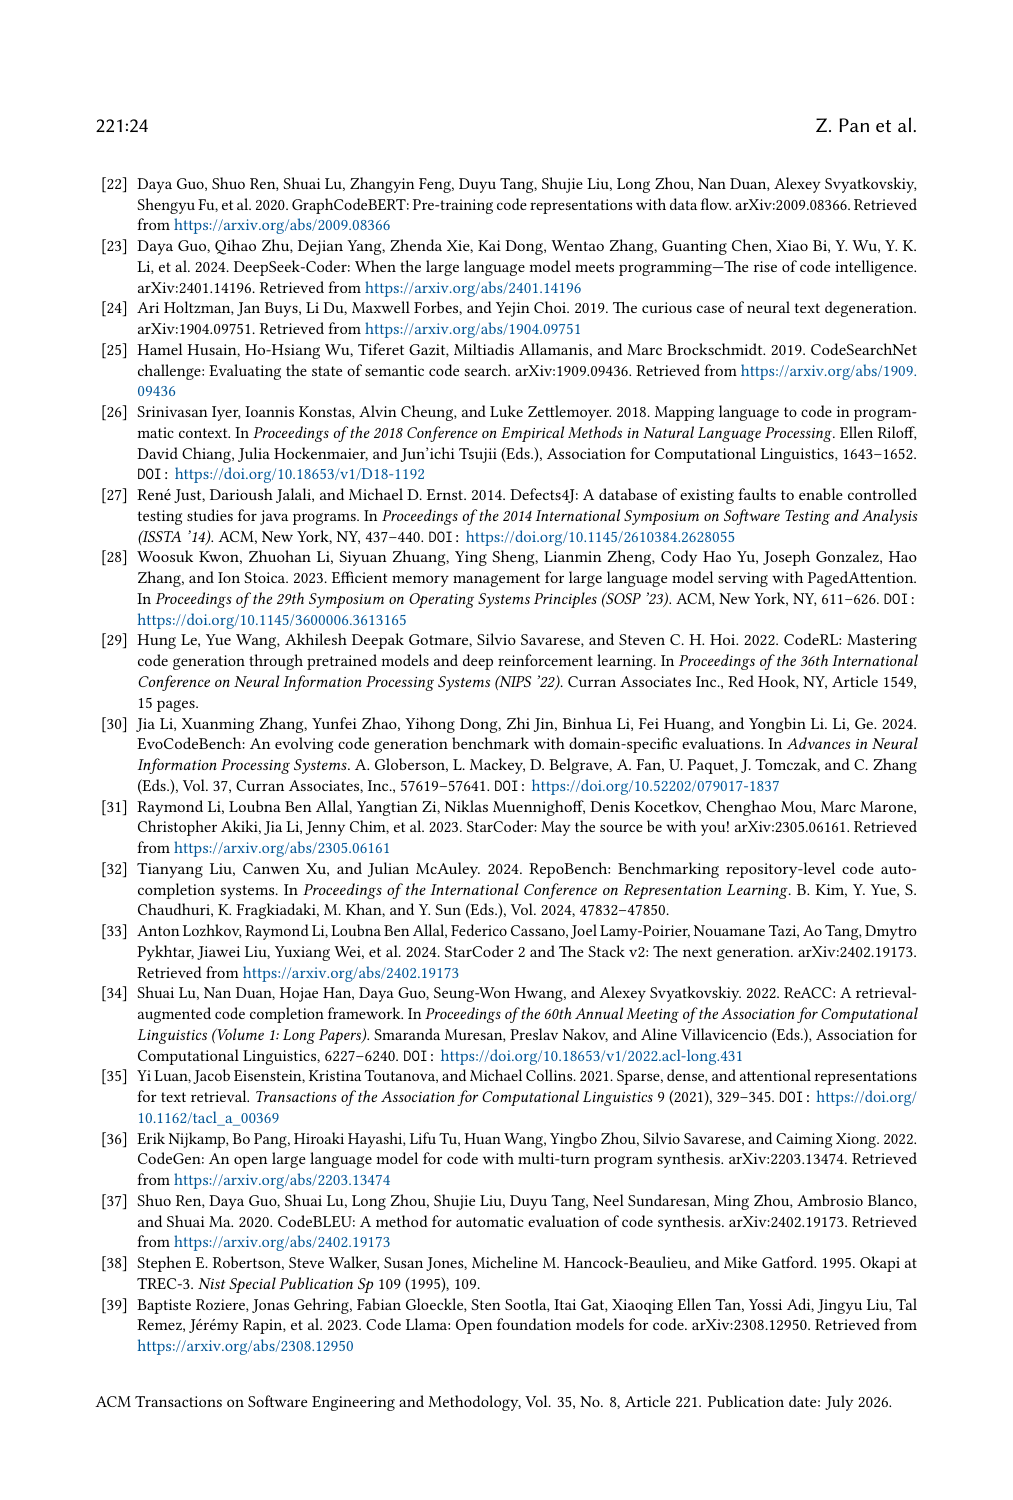 221:24 Z. Pan et al.
[22] Daya Guo, Shuo Ren, Shuai Lu, Zhangyin Feng, Duyu Tang, Shujie Liu, Long Zhou, Nan Duan, Alexey Svyatkovskiy,
Shengyu Fu, et al. 2020. GraphCodeBERT: Pre-training code representations with data flow. arXiv:2009.08366. Retrieved
from https://arxiv.org/abs/2009.08366
[23] Daya Guo, Qihao Zhu, Dejian Yang, Zhenda Xie, Kai Dong, Wentao Zhang, Guanting Chen, Xiao Bi, Y. Wu, Y. K.
Li, et al. 2024. DeepSeek-Coder: When the large language model meets programming—The rise of code intelligence.
arXiv:2401.14196. Retrieved from https://arxiv.org/abs/2401.14196
[24] Ari Holtzman, Jan Buys, Li Du, Maxwell Forbes, and Yejin Choi. 2019. The curious case of neural text degeneration.
arXiv:1904.09751. Retrieved from https://arxiv.org/abs/1904.09751
[25] Hamel Husain, Ho-Hsiang Wu, Tiferet Gazit, Miltiadis Allamanis, and Marc Brockschmidt. 2019. CodeSearchNet
challenge: Evaluating the state of semantic code search. arXiv:1909.09436. Retrieved from https://arxiv.org/abs/1909.
09436
[26] Srinivasan Iyer, Ioannis Konstas, Alvin Cheung, and Luke Zettlemoyer. 2018. Mapping language to code in program-
matic context. In Proceedings of the 2018 Conference on Empirical Methods in Natural Language Processing. Ellen Riloff,
David Chiang, Julia Hockenmaier, and Jun'ichi Tsujii (Eds.), Association for Computational Linguistics, 1643–1652.
DOI: https://doi.org/10.18653/v1/D18-1192
[27] René Just, Darioush Jalali, and Michael D. Ernst. 2014. Defects4J: A database of existing faults to enable controlled
testing studies for java programs. In Proceedings of the 2014 International Symposium on Software Testing and Analysis
(ISSTA '14). ACM, New York, NY, 437–440. DOI: https://doi.org/10.1145/2610384.2628055
[28] Woosuk Kwon, Zhuohan Li, Siyuan Zhuang, Ying Sheng, Lianmin Zheng, Cody Hao Yu, Joseph Gonzalez, Hao
Zhang, and Ion Stoica. 2023. Efficient memory management for large language model serving with PagedAttention.
In Proceedings of the 29th Symposium on Operating Systems Principles (SOSP '23). ACM, New York, NY, 611–626. DOI:
https://doi.org/10.1145/3600006.3613165
[29] Hung Le, Yue Wang, Akhilesh Deepak Gotmare, Silvio Savarese, and Steven C. H. Hoi. 2022. CodeRL: Mastering
code generation through pretrained models and deep reinforcement learning. In Proceedings of the 36th International
Conference on Neural Information Processing Systems (NIPS '22). Curran Associates Inc., Red Hook, NY, Article 1549,
15 pages.
[30] Jia Li, Xuanming Zhang, Yunfei Zhao, Yihong Dong, Zhi Jin, Binhua Li, Fei Huang, and Yongbin Li. Li, Ge. 2024.
EvoCodeBench: An evolving code generation benchmark with domain-specific evaluations. In Advances in Neural
Information Processing Systems. A. Globerson, L. Mackey, D. Belgrave, A. Fan, U. Paquet, J. Tomczak, and C. Zhang
(Eds.), Vol. 37, Curran Associates, Inc., 57619–57641. DOI: https://doi.org/10.52202/079017-1837
[31] Raymond Li, Loubna Ben Allal, Yangtian Zi, Niklas Muennighoff, Denis Kocetkov, Chenghao Mou, Marc Marone,
Christopher Akiki, Jia Li, Jenny Chim, et al. 2023. StarCoder: May the source be with you! arXiv:2305.06161. Retrieved
from https://arxiv.org/abs/2305.06161
[32] Tianyang Liu, Canwen Xu, and Julian McAuley. 2024. RepoBench: Benchmarking repository-level code auto-
completion systems. In Proceedings of the International Conference on Representation Learning. B. Kim, Y. Yue, S.
Chaudhuri, K. Fragkiadaki, M. Khan, and Y. Sun (Eds.), Vol. 2024, 47832–47850.
[33] Anton Lozhkov, Raymond Li, Loubna Ben Allal, Federico Cassano, Joel Lamy-Poirier, Nouamane Tazi, Ao Tang, Dmytro
Pykhtar, Jiawei Liu, Yuxiang Wei, et al. 2024. StarCoder 2 and The Stack v2: The next generation. arXiv:2402.19173.
Retrieved from https://arxiv.org/abs/2402.19173
[34] Shuai Lu, Nan Duan, Hojae Han, Daya Guo, Seung-Won Hwang, and Alexey Svyatkovskiy. 2022. ReACC: A retrieval-
augmented code completion framework. In Proceedings of the 60th Annual Meeting of the Association for Computational
Linguistics (Volume 1: Long Papers). Smaranda Muresan, Preslav Nakov, and Aline Villavicencio (Eds.), Association for
Computational Linguistics, 6227–6240. DOI: https://doi.org/10.18653/v1/2022.acl-long.431
[35] Yi Luan, Jacob Eisenstein, Kristina Toutanova, and Michael Collins. 2021. Sparse, dense, and attentional representations
for text retrieval. Transactions of the Association for Computational Linguistics 9 (2021), 329–345. DOI: https://doi.org/
10.1162/tacl_a_00369
[36] Erik Nijkamp, Bo Pang, Hiroaki Hayashi, Lifu Tu, Huan Wang, Yingbo Zhou, Silvio Savarese, and Caiming Xiong. 2022.
CodeGen: An open large language model for code with multi-turn program synthesis. arXiv:2203.13474. Retrieved
from https://arxiv.org/abs/2203.13474
[37] Shuo Ren, Daya Guo, Shuai Lu, Long Zhou, Shujie Liu, Duyu Tang, Neel Sundaresan, Ming Zhou, Ambrosio Blanco,
and Shuai Ma. 2020. CodeBLEU: A method for automatic evaluation of code synthesis. arXiv:2402.19173. Retrieved
from https://arxiv.org/abs/2402.19173
[38] Stephen E. Robertson, Steve Walker, Susan Jones, Micheline M. Hancock-Beaulieu, and Mike Gatford. 1995. Okapi at
TREC-3. Nist Special Publication Sp 109 (1995), 109.
[39] Baptiste Roziere, Jonas Gehring, Fabian Gloeckle, Sten Sootla, Itai Gat, Xiaoqing Ellen Tan, Yossi Adi, Jingyu Liu, Tal
Remez, Jérémy Rapin, et al. 2023. Code Llama: Open foundation models for code. arXiv:2308.12950. Retrieved from
https://arxiv.org/abs/2308.12950
ACM Transactions on Software Engineering and Methodology, Vol. 35, No. 8, Article 221. Publication date: July 2026.